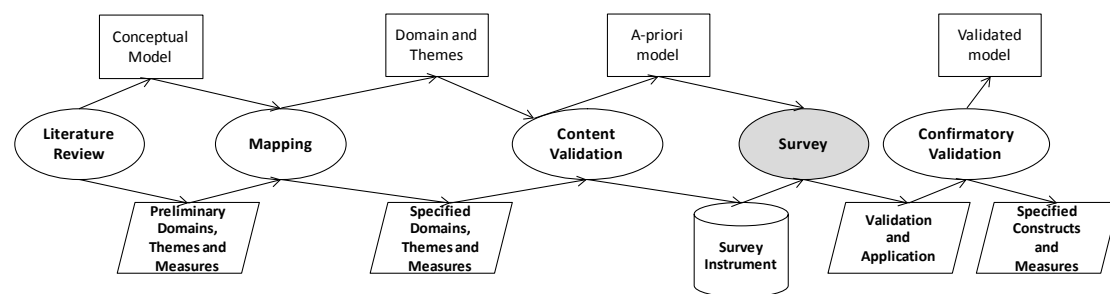 Conceptual
Model
Domain and
Themes
A-priori
model
Validated
model
Literature
Review
Mapping
Content
Validation
Survey
Confirmatory
Validation
Preliminary
Domains,
Themes and
Measures
Specified
Domains,
Themes and
Measures
Survey
Instrument
Validation
and
Application
Specified
Constructs
and
Measures